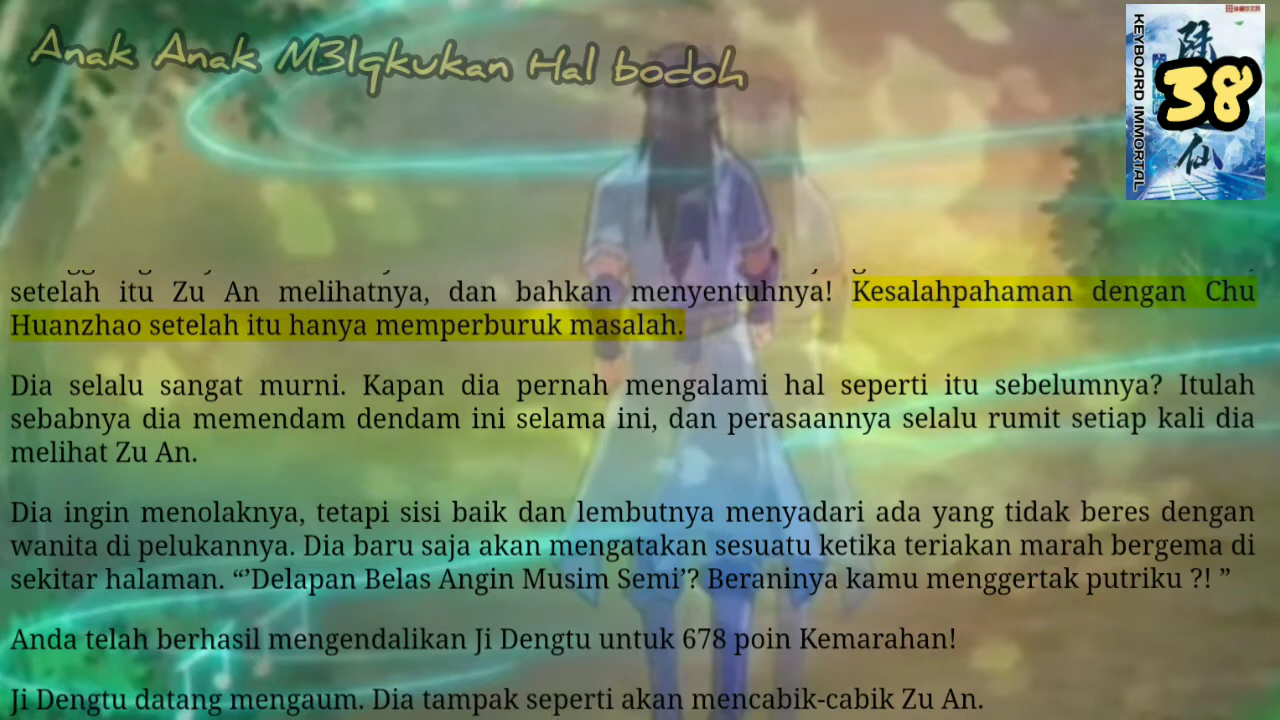 Anak Anak M3lqkukan Hal bodoh
KEYBOARD IMMORTAL
38
仙
setelah itu Zu An melihatnya, dan bahkan menyentuhnya! Kesalahpahaman dengan Chu
Huanzhao setelah itu hanya memperburuk masalah.
Dia selalu sangat murni. Kapan dia pernah mengalami hal seperti itu sebelumnya? Itulah
sebabnya dia memendam dendam ini selama ini, dan perasaannya selalu rumit setiap kali dia
melihat Zu An.
Dia ingin menolaknya, tetapi sisi baik dan lembutnya menyadari ada yang tidak beres dengan
wanita di pelukannya. Dia baru saja akan mengatakan sesuatu ketika teriakan marah bergema di
sekitar halaman. “’Delapan Belas Angin Musim Semi’? Beraninya kamu menggertak putriku ?! ”
Anda telah berhasil mengendalikan Ji Dengtu untuk 678 poin Kemarahan!
Ji Dengtu datang mengaum. Dia tampak seperti akan mencabik-cabik Zu An.